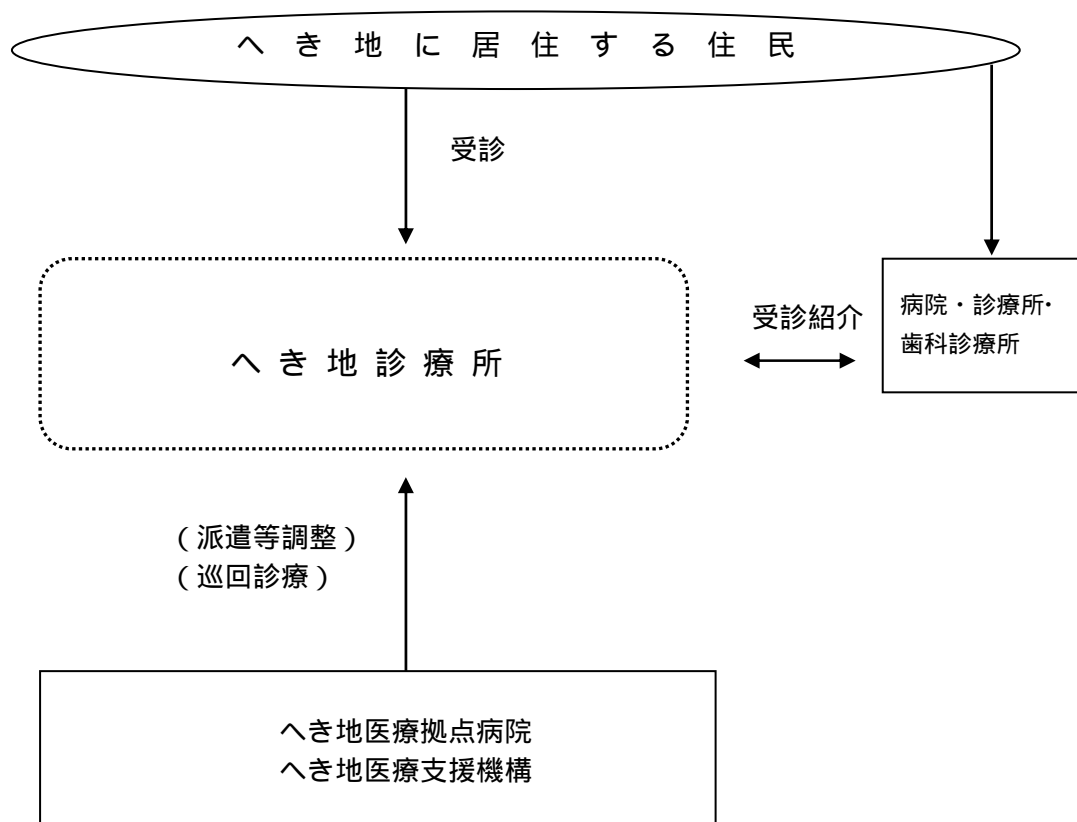 へき地に居住する住民
受診
病院・診療所・
歯科診療所
受診紹介
へき地診療所
(派遣等調整)
(巡回診療)
へき地医療拠点病院
へき地医療支援機構